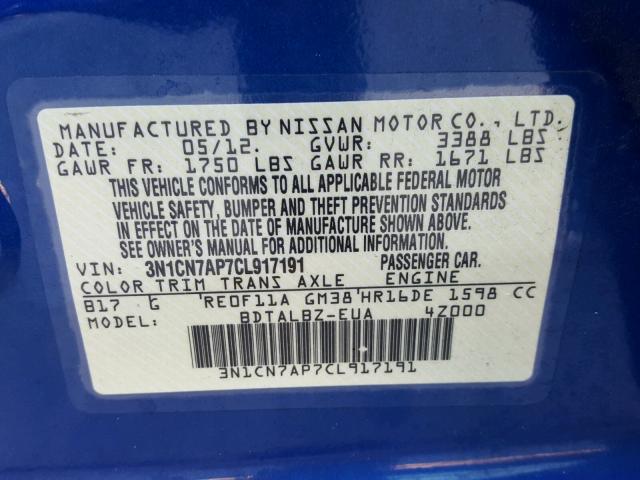 MANUFACTURED BY NISSAN MOTOR CO., LTD.
DATE: 05/12. GVWR: 3388 LBS
GAWR FR: 1750 LBS GAWR RR: 1671 LBS
THIS VEHICLE CONFORMS TO ALL APPLICABLE FEDERAL MOTOR
VEHICLE SAFETY, BUMPER AND THEFT PREVENTION STANDARDS
IN EFFECT ON THE DATE OF MANUFACTURE SHOWN ABOVE.
SEE OWNER'S MANUAL FOR ADDITIONAL INFORMATION.
VIN: 3N1CN7AP7CL917191 PASSENGER CAR.
COLOR TRIM TRANS AXLE ENGINE
B17 G 'RE0F11A GM38'HR16DE 1598 CC
MODEL: BDTALBZ-EUA 4Z000
3N1CN7AP7CL917191